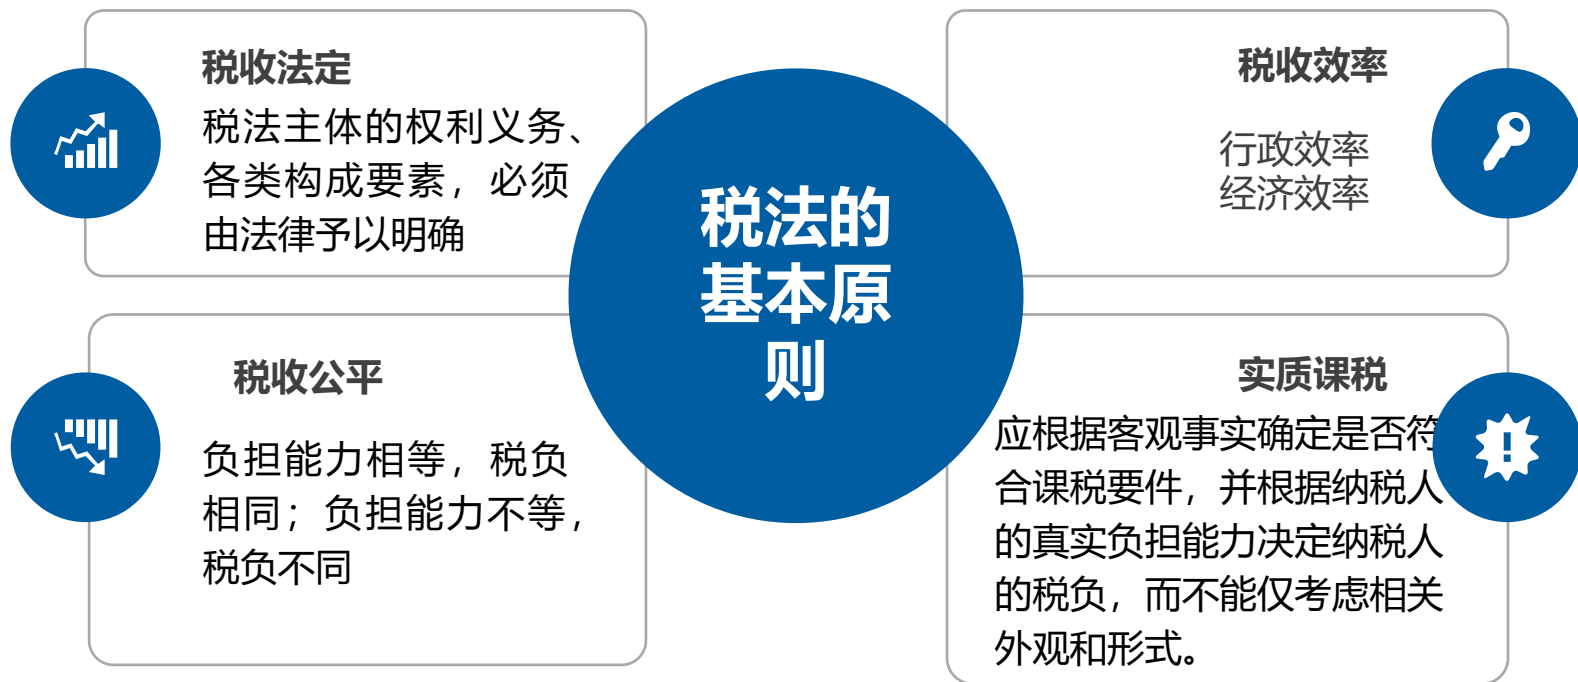 税收法定
税法主体的权利义务、
各类构成要素，必须
由法律予以明确
税收效率
行政效率
经济效率
税法的
基本原
则
税收公平
负担能力相等，税负
相同；负担能力不等，
税负不同
实质课税
应根据客观事实确定是否符
合课税要件，并根据纳税人
的真实负担能力决定纳税人
的税负，而不能仅考虑相关
外观和形式。